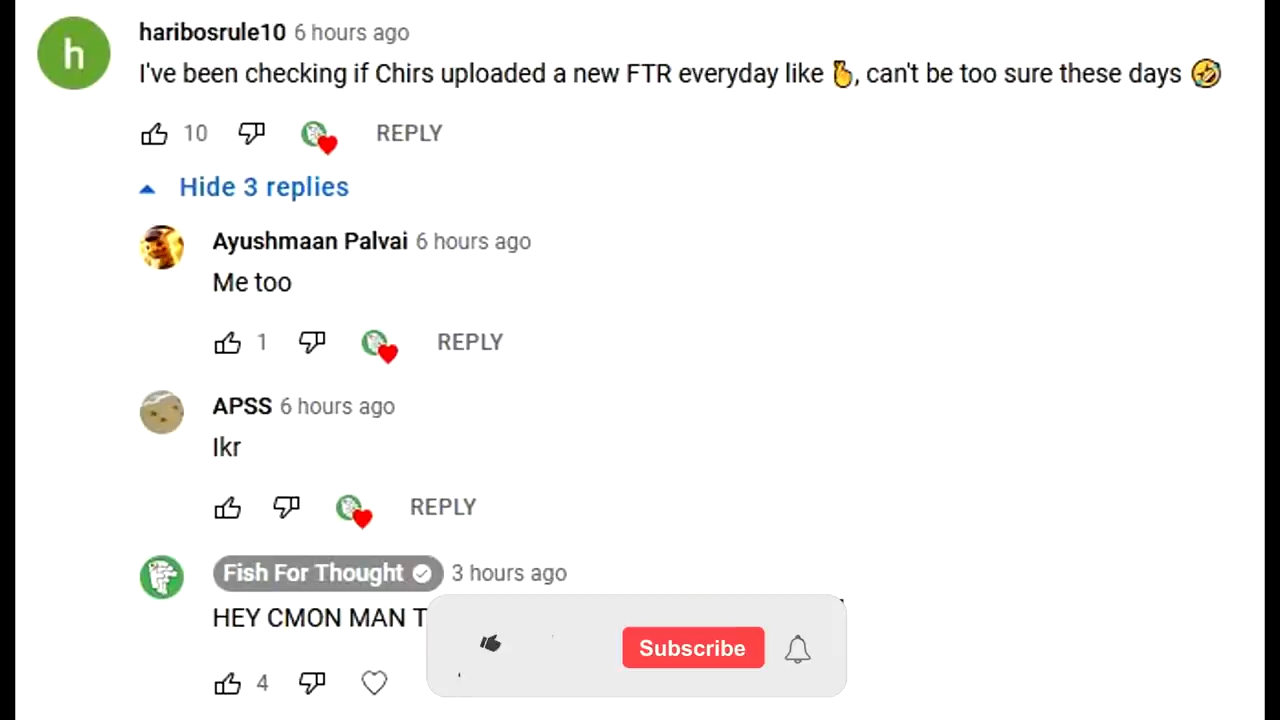 h
haribosrule10 6 hours ago
I've been checking if Chirs uploaded a new FTR everyday like 🫰, can't be too sure these days 🤣
10 REPLY
Hide 3 replies
Ayushmaan Palvai 6 hours ago
Me too
1 REPLY
APSS 6 hours ago
Ikr
REPLY
Fish For Thought 3 hours ago
HEY CMON MAN T
Subscribe
4